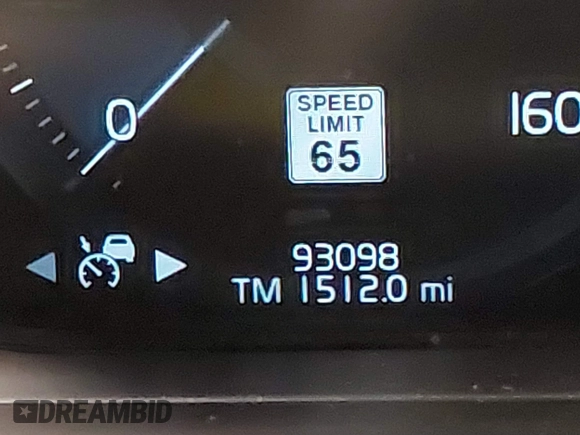 0
SPEED
LIMIT
65
160
93098
TM 1512.0 mi
DREAMBID